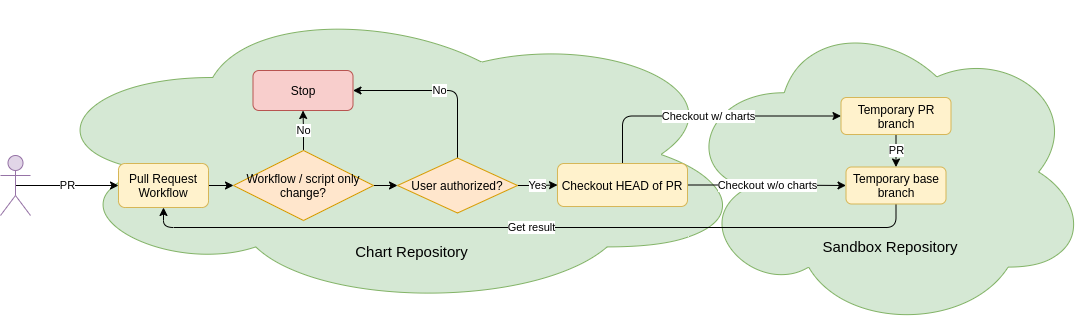 Stop
No
No
Checkout w/ charts
Temporary PR
branch
PR
PR
Pull Request
Workflow
Workflow / script only
change?
User authorized?
Yes
Checkout HEAD of PR
Checkout w/o charts
Temporary base
branch
Get result
Chart Repository
Sandbox Repository